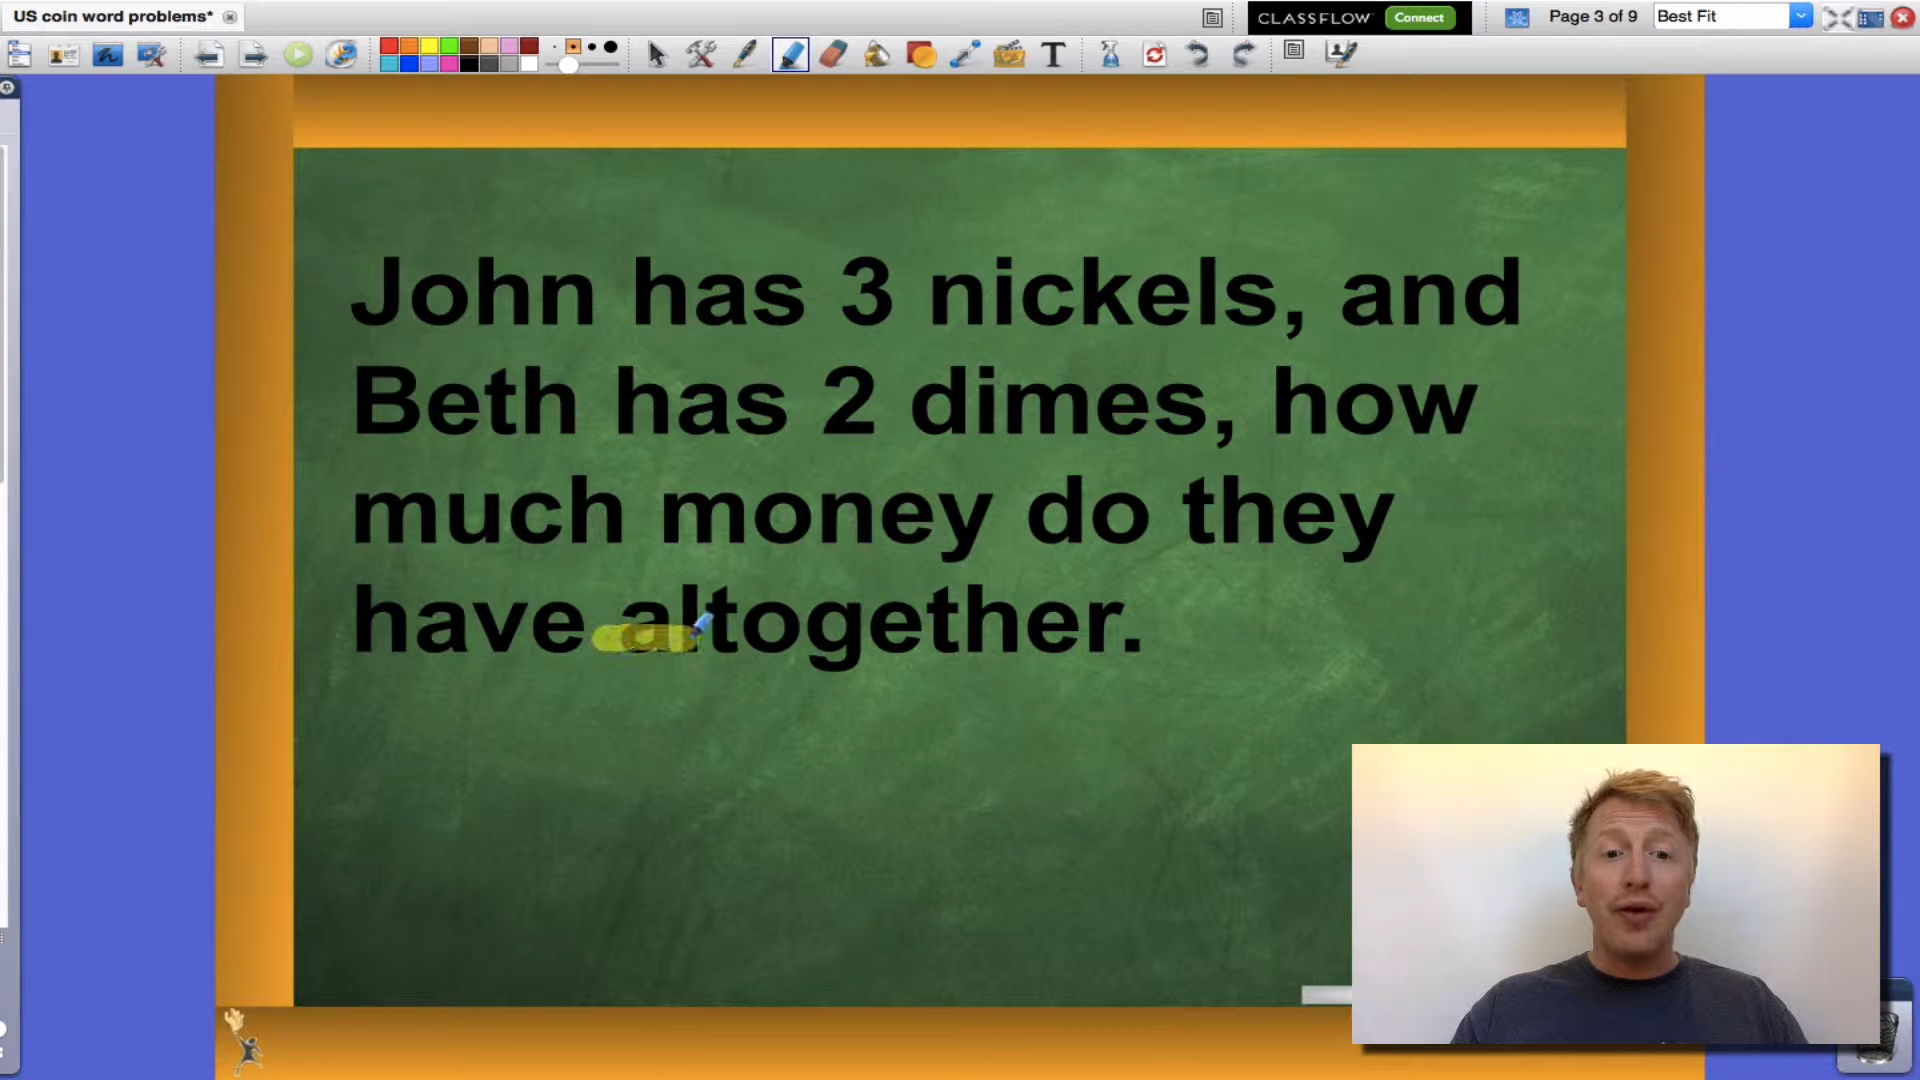 US coin word problems*
CLASSFLOW Connect
Page 3 of 9
Best Fit
T
John has 3 nickels, and
Beth has 2 dimes, how
much money do they
have altogether.